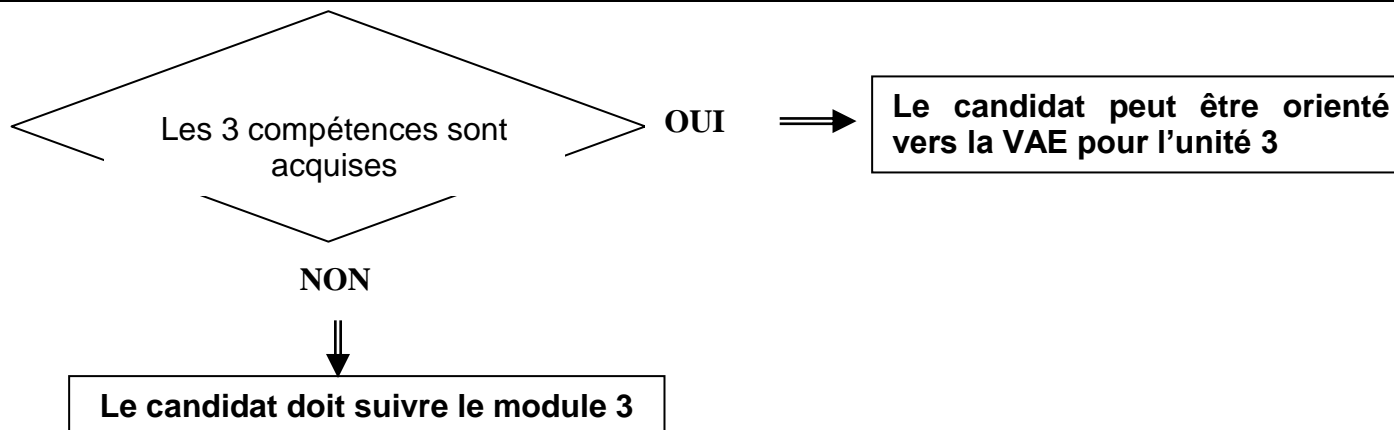 Les 3 compétences sont
acquises
OUI
Le candidat peut être orienté
vers la VAE pour l’unité 3
NON
Le candidat doit suivre le module 3